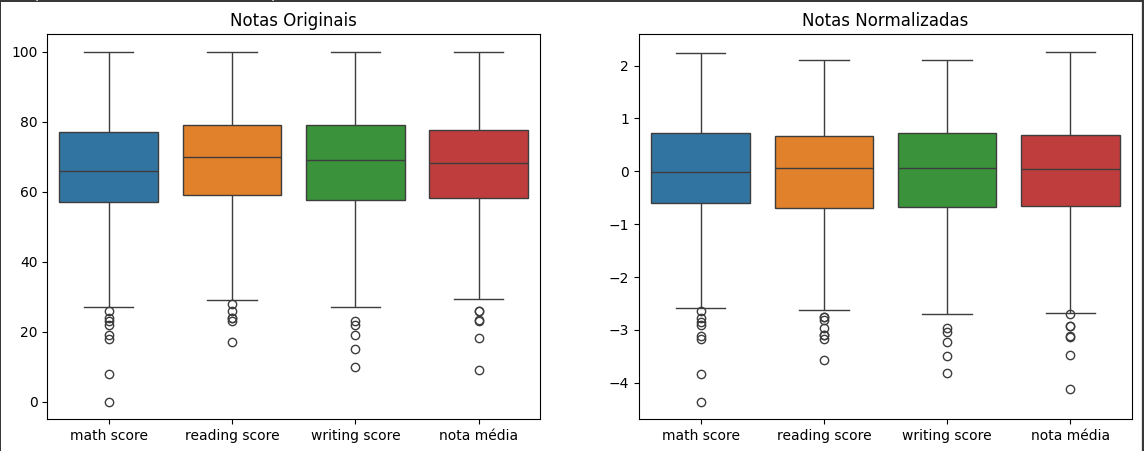 Notas Originais
100
80
60
40
20
0
math score
reading score
writing score
nota média
Notas Normalizadas
2
1
0
−1
−2
−3
−4
math score
reading score
writing score
nota média